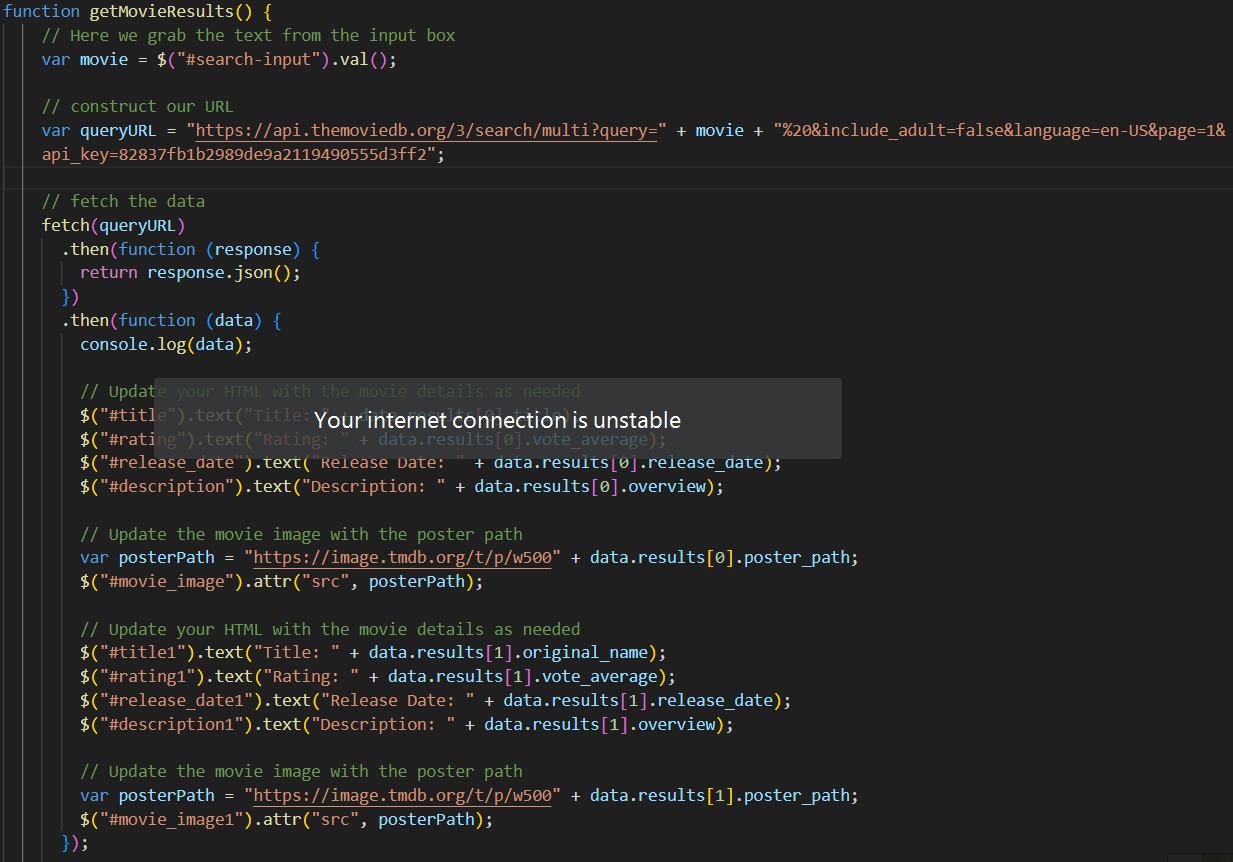 function getMovieResults() {
// Here we grab the text from the input box
var movie = $("#search-input").val();
// construct our URL
var queryURL = "https://api.themoviedb.org/3/search/multi?query=" + movie + "%20&include_adult=false&language=en-US&page=1&
api_key=82837fb1b2989de9a2119490555d3ff2";
// fetch the data
fetch(queryURL)
.then(function (response) {
return response.json();
})
.then(function (data) {
console.log(data);
// Update your HTML with the movie details as needed
$("#title").text("Title: " + data.results[0].title)
Your internet connection is unstable
$("#rating").text("Rating: " + data.results[0].vote_average);
$("#release_date").text("Release Date: " + data.results[0].release_date);
$("#description").text("Description: " + data.results[0].overview);
// Update the movie image with the poster path
var posterPath = "https://image.tmdb.org/t/p/w500" + data.results[0].poster_path;
$("#movie_image").attr("src", posterPath);
// Update your HTML with the movie details as needed
$("#title1").text("Title: " + data.results[1].original_name);
$("#rating1").text("Rating: " + data.results[1].vote_average);
$("#release_date1").text("Release Date: " + data.results[1].release_date);
$("#description1").text("Description: " + data.results[1].overview);
// Update the movie image with the poster path
var posterPath = "https://image.tmdb.org/t/p/w500" + data.results[1].poster_path;
$("#movie_image1").attr("src", posterPath);
});